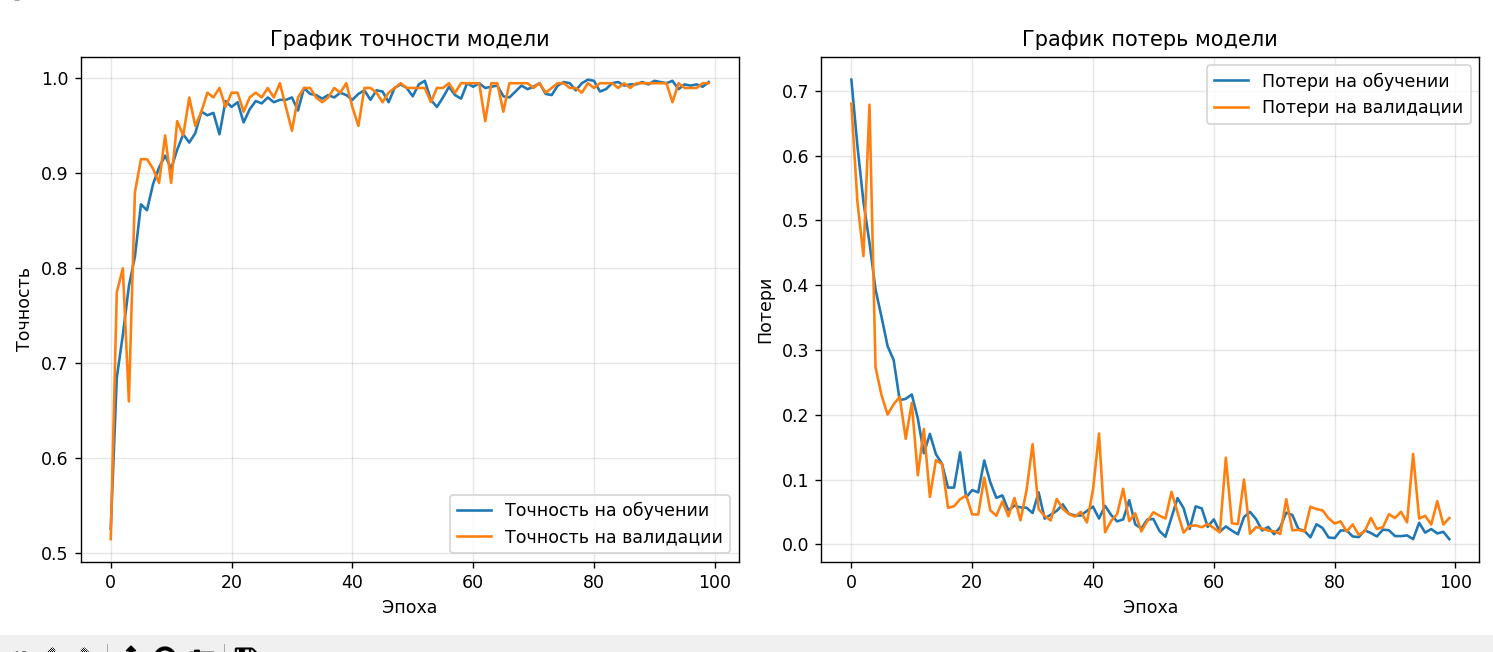 График точности модели
1.0
0.9
0.8
0.7
0.6
0.5
Точность
Точность на обучении
Точность на валидации
0 20 40 60 80 100
Эпоха
График потерь модели
0.7
0.6
0.5
0.4
0.3
0.2
0.1
0.0
Потери
Потери на обучении
Потери на валидации
0 20 40 60 80 100
Эпоха